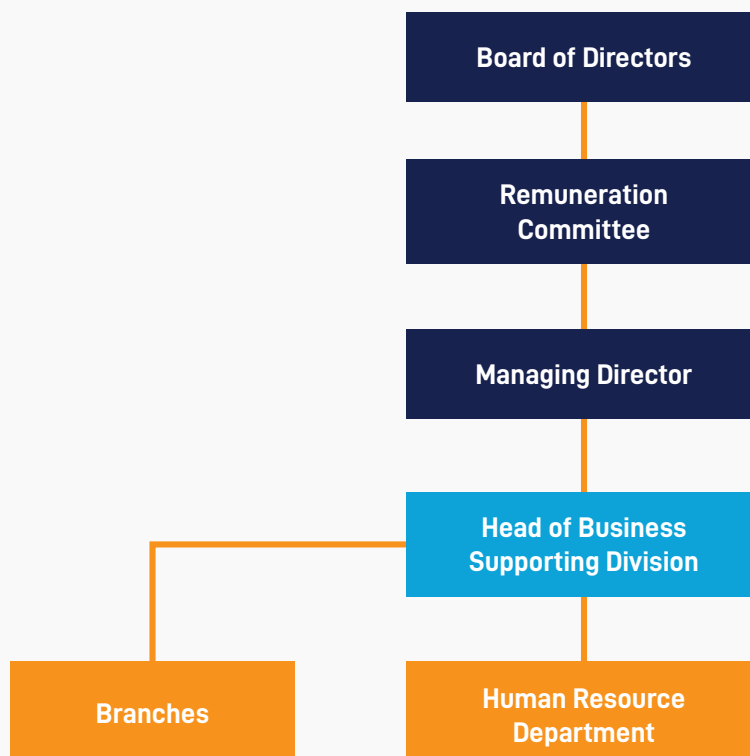 Board of Directors
Remuneration
Committee
Managing Director
Head of Business
Supporting Division
Branches
Human Resource
Department